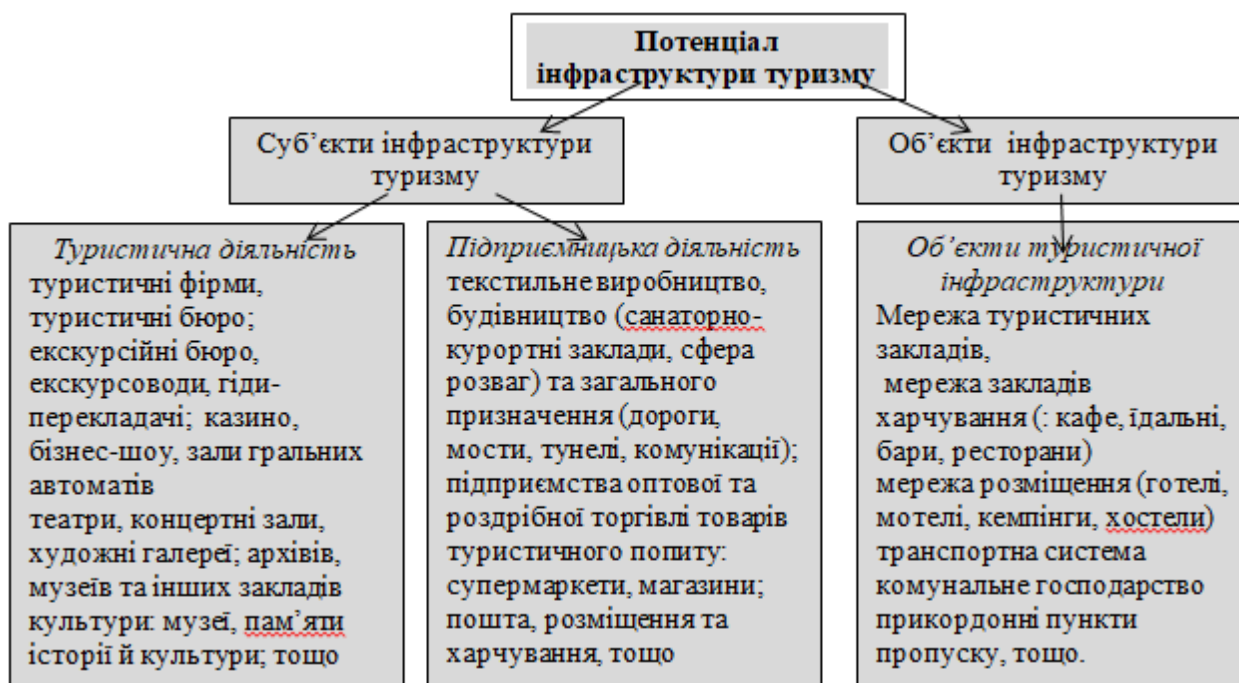 Потенціал
інфраструктури туризму
Суб’єкти інфраструктури
туризму
Об’єкти інфраструктури
туризму
Туристична діяльність
туристичні фірми,
туристичні бюро;
екскурсійні бюро,
екскурсоводи, гіди-
перекладачі; казино,
бізнес-шоу, зали гральних
автоматів
театри, концертні зали,
художні галереї; архівів,
музеїв та інших закладів
культури: музеї, пам’яти
історії й культури; тощо
Підприємницька діяльність
текстильне виробництво,
будівництво (санаторно-
курортні заклади, сфера
розваг) та загального
призначення (дороги,
мости, тунелі, комунікації);
підприємства оптової та
роздрібної торгівлі товарів
туристичного попиту:
супермаркети, магазини;
пошта, розміщення та
харчування, тощо
Об’єкти туристичної
інфраструктури
Мережа туристичних
закладів,
мережа закладів
харчування (: кафе, їдальні,
бари, ресторани)
мережа розміщення (готелі,
мотелі, кемпінги, хостели)
транспортна система
комунальне господарство
прикордонні пункти
пропуску, тощо.